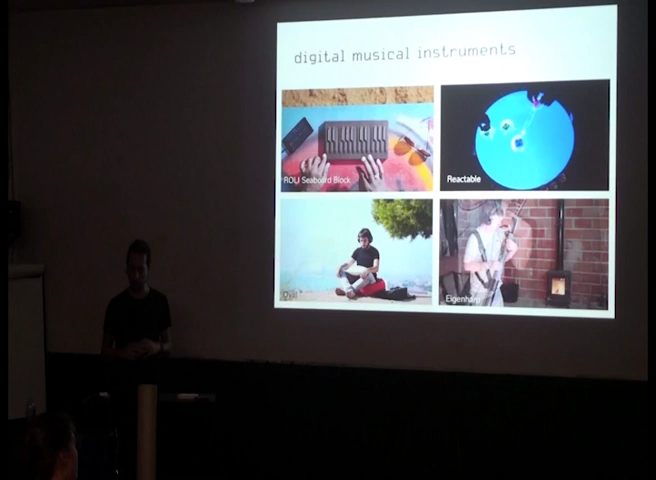 digital musical instruments
ROLI Seaboard Block
Reactable
Eigenharp